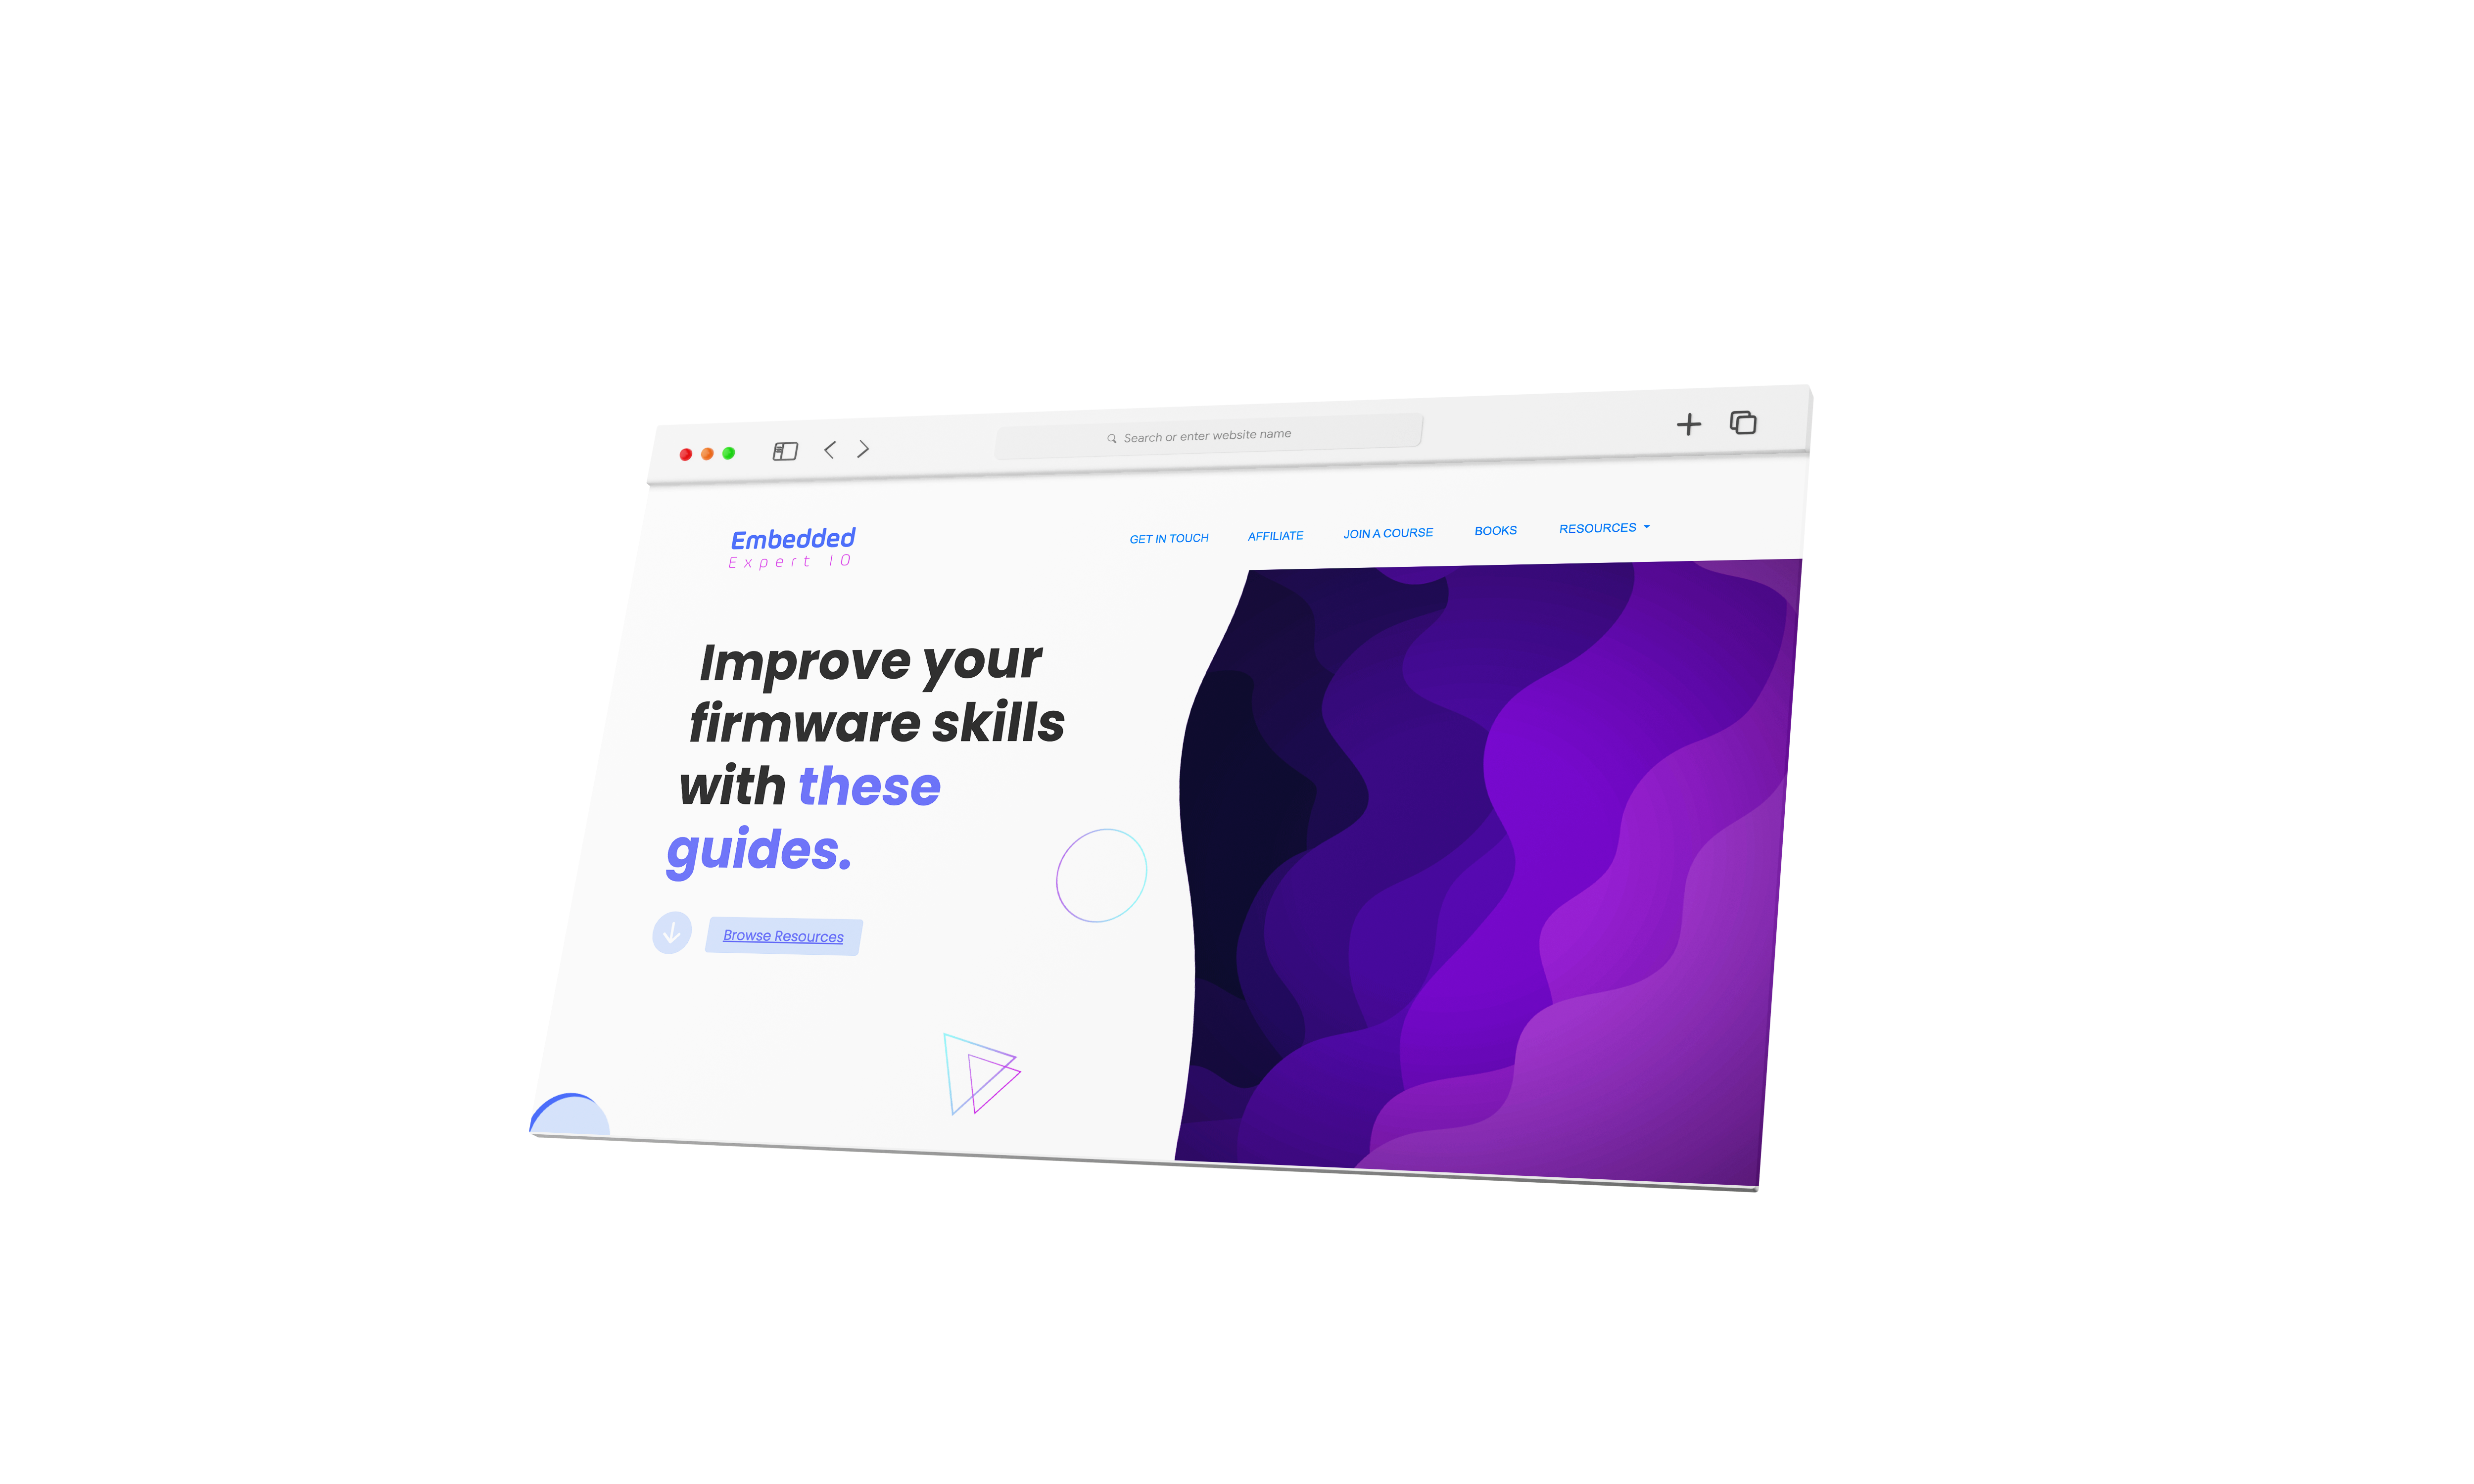 Search or enter website name
Embedded
Expert IO
GET IN TOUCH
AFFILIATE
JOIN A COURSE
BOOKS
RESOURCES
Improve your
firmware skills
with these
guides.
Browse Resources